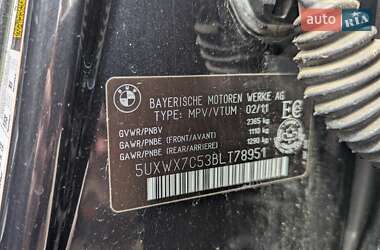 auto RIA
BMW
BAYERISCHE MOTOREN WERKE AG
TYPE: MPV/VTUM: 02/11
GVWR/PNBV 2365 kg
GAWR/PNBE (FRONT/AVANT) 1110 kg
GAWR/PNBE (REAR/ARRIERE) 1290 kg
5UXWX7C53BLT78951